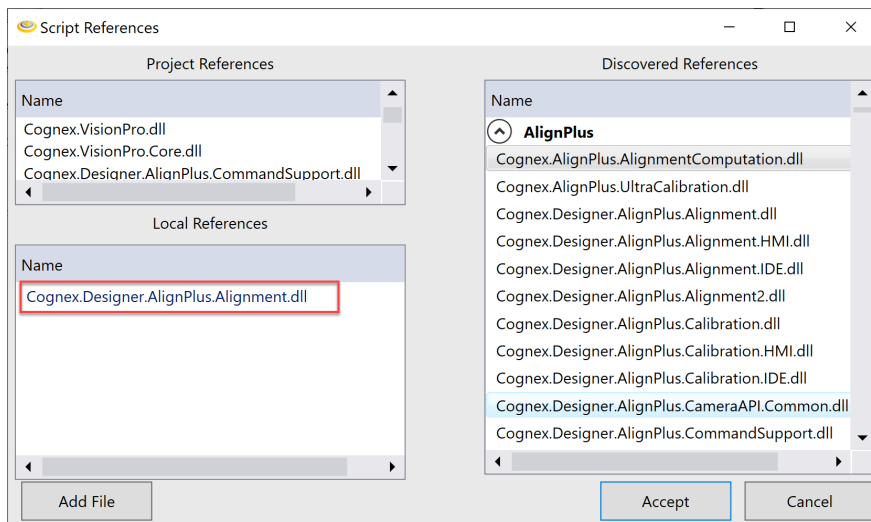 Script References
Project References
Name
Cognex.VisionPro.dll
Cognex.VisionPro.Core.dll
Cognex.Designer.AlignPlus.CommandSupport.dll
Local References
Name
Cognex.Designer.AlignPlus.Alignment.dll
Add File
Discovered References
Name
AlignPlus
Cognex.AlignPlus.AlignmentComputation.dll
Cognex.AlignPlus.UltraCalibration.dll
Cognex.Designer.AlignPlus.Alignment.dll
Cognex.Designer.AlignPlus.Alignment.HMI.dll
Cognex.Designer.AlignPlus.Alignment.IDE.dll
Cognex.Designer.AlignPlus.Alignment2.dll
Cognex.Designer.AlignPlus.Calibration.dll
Cognex.Designer.AlignPlus.Calibration.HMI.dll
Cognex.Designer.AlignPlus.Calibration.IDE.dll
Cognex.Designer.AlignPlus.CameraAPI.Common.dll
Cognex.Designer.AlignPlus.CommandSupport.dll
Accept
Cancel